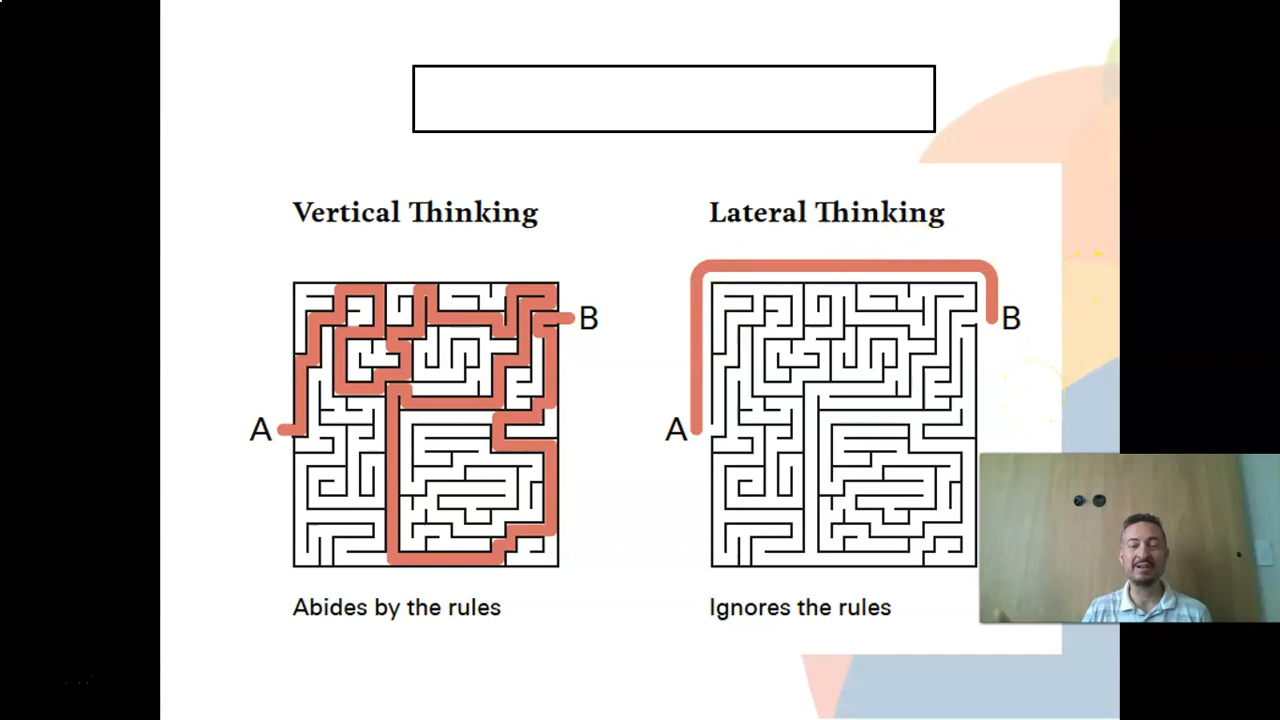 Vertical Thinking
Lateral Thinking
B
B
A
A
Abides by the rules
Ignores the rules